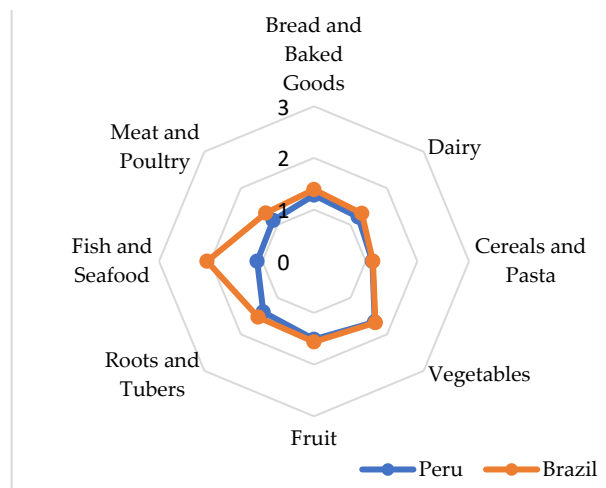 Bread and
Baked
Goods
3
Meat and
Poultry
Dairy
2
1
Fish and
Seafood
0
Cereals and
Pasta
Roots and
Tubers
Vegetables
Fruit
Peru
Brazil